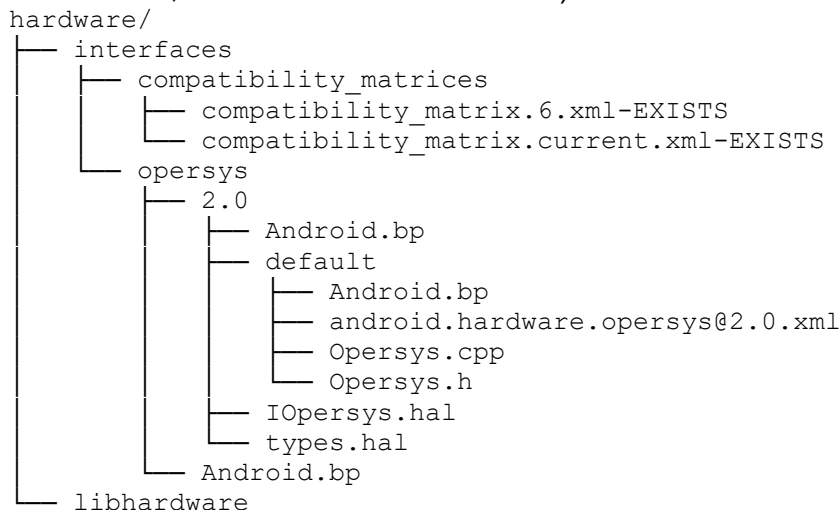 hardware/
├── interfaces
│   ├── compatibility_matrices
│   │   ├── compatibility_matrix.6.xml-EXISTS
│   │   └── compatibility_matrix.current.xml-EXISTS
│   └── opersys
│       ├── 2.0
│       │   ├── Android.bp
│       │   ├── default
│       │   │   ├── Android.bp
│       │   │   ├── android.hardware.opersys@2.0.xml
│       │   │   ├── Opersys.cpp
│       │   │   └── Opersys.h
│       │   ├── IOpersys.hal
│       │   └── types.hal
│       └── Android.bp
└── libhardware